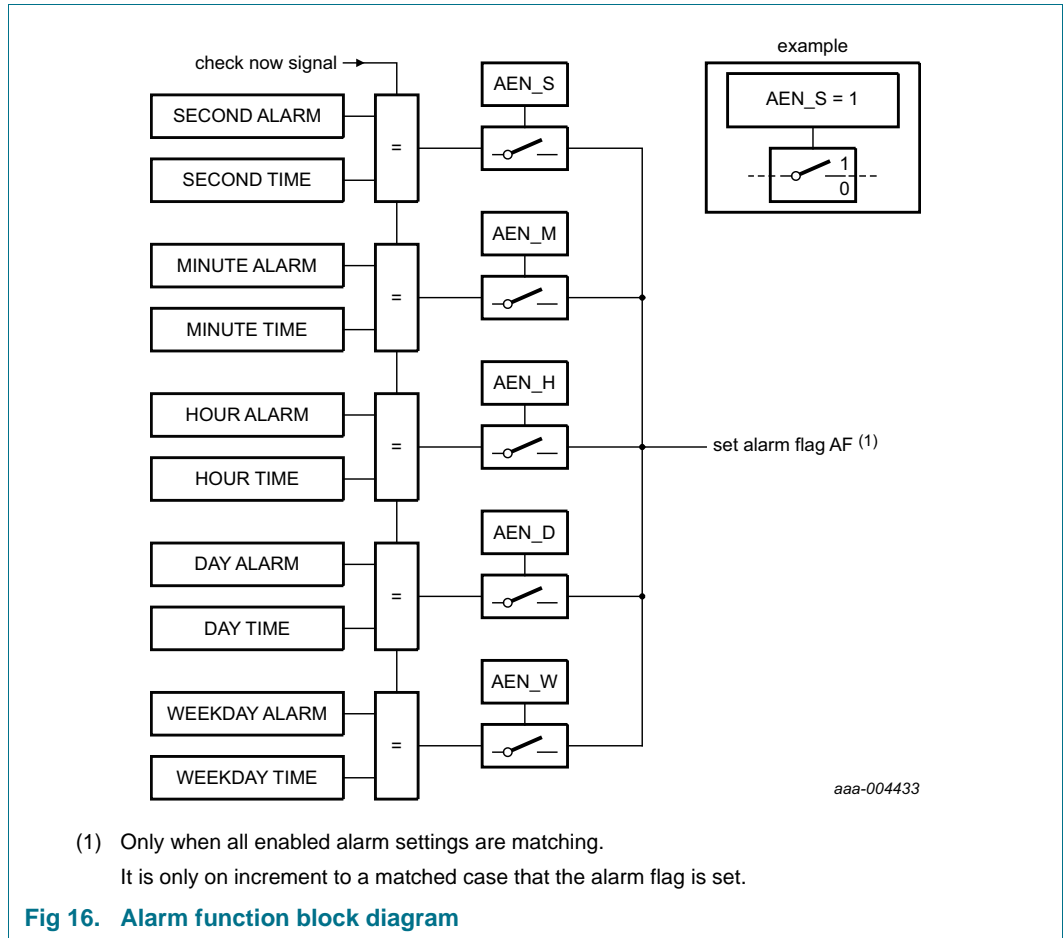 example
check now signal
AEN_S
AEN_S = 1
SECOND ALARM
=
1
0
SECOND TIME
AEN_M
MINUTE ALARM
=
MINUTE TIME
AEN_H
HOUR ALARM
=
set alarm flag AF (1)
HOUR TIME
AEN_D
DAY ALARM
=
DAY TIME
AEN_W
WEEKDAY ALARM
=
WEEKDAY TIME
aaa-004433
(1) Only when all enabled alarm settings are matching.
It is only on increment to a matched case that the alarm flag is set.
Fig 16. Alarm function block diagram